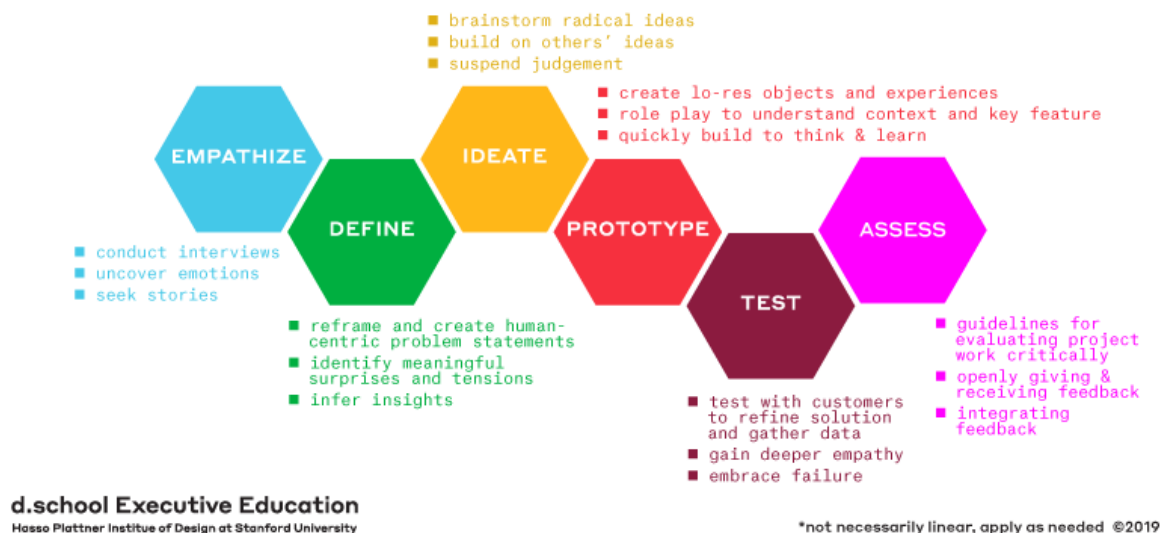 ■ brainstorm radical ideas
■ build on others' ideas
■ suspend judgement
■ create lo-res objects and experiences
■ role play to understand context and key feature
■ quickly build to think & learn
EMPATHIZE
IDEATE
DEFINE
PROTOTYPE
ASSESS
TEST
■ conduct interviews
■ uncover emotions
■ seek stories
■ reframe and create human-
centric problem statements
■ identify meaningful
surprises and tensions
■ infer insights
■ guidelines for
evaluating project
work critically
■ openly giving &
receiving feedback
■ integrating
feedback
■ test with customers
to refine solution
and gather data
■ gain deeper empathy
■ embrace failure
d.school Executive Education
Hasso Plattner Institue of Design at Stanford University
*not necessarily linear, apply as needed ©2019